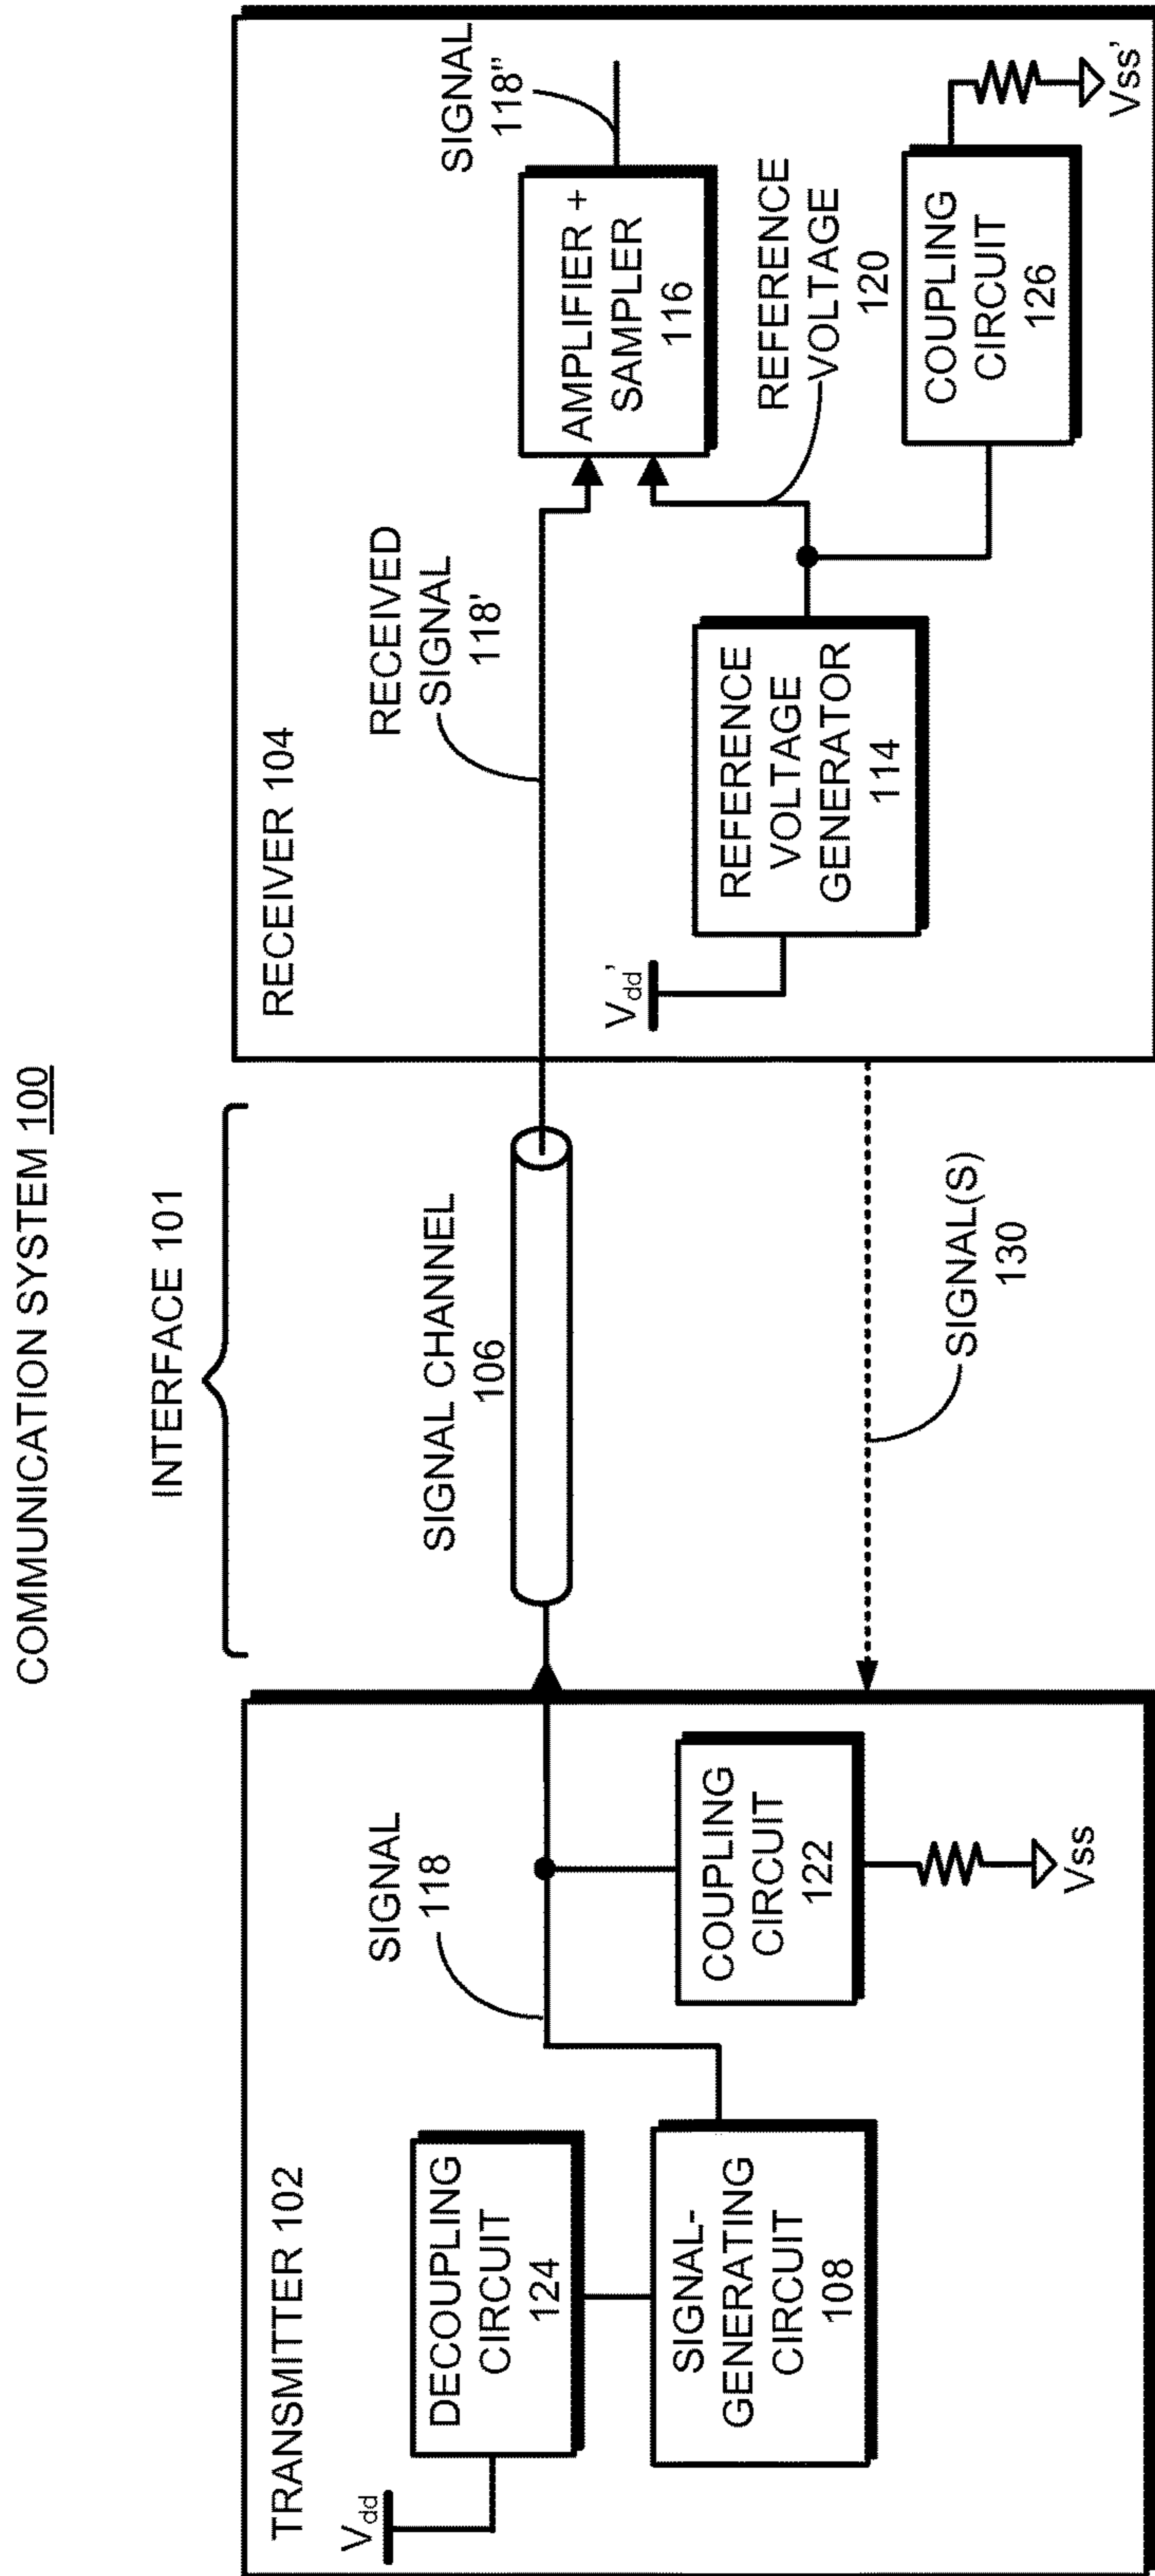 COMMUNICATION SYSTEM 100
INTERFACE 101
TRANSMITTER 102
Vdd
DECOUPLING
CIRCUIT
124
SIGNAL-
GENERATING
CIRCUIT
108
SIGNAL
118
COUPLING
CIRCUIT
122
Vss
SIGNAL CHANNEL
106
SIGNAL(S)
130
RECEIVER 104
RECEIVED
SIGNAL
118'
Vdd'
REFERENCE
VOLTAGE
GENERATOR
114
AMPLIFIER +
SAMPLER
116
SIGNAL
118"
REFERENCE
VOLTAGE
120
COUPLING
CIRCUIT
126
Vss'